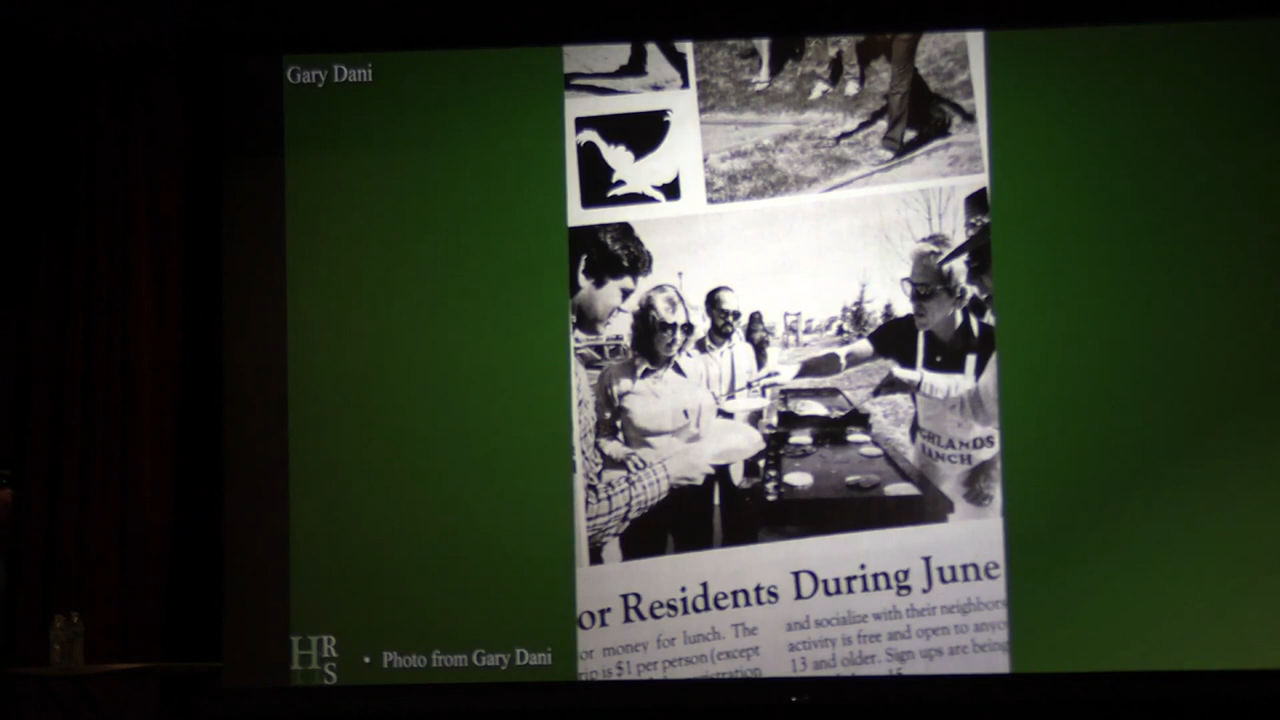 Gary Dani
GHLANDS
RANCH
or Residents During June
or money for lunch. The
rip is $1 per person (except
and socialize with their neighbors
activity is free and open to anyo
13 and older. Sign ups are being
HRS
• Photo from Gary Dani